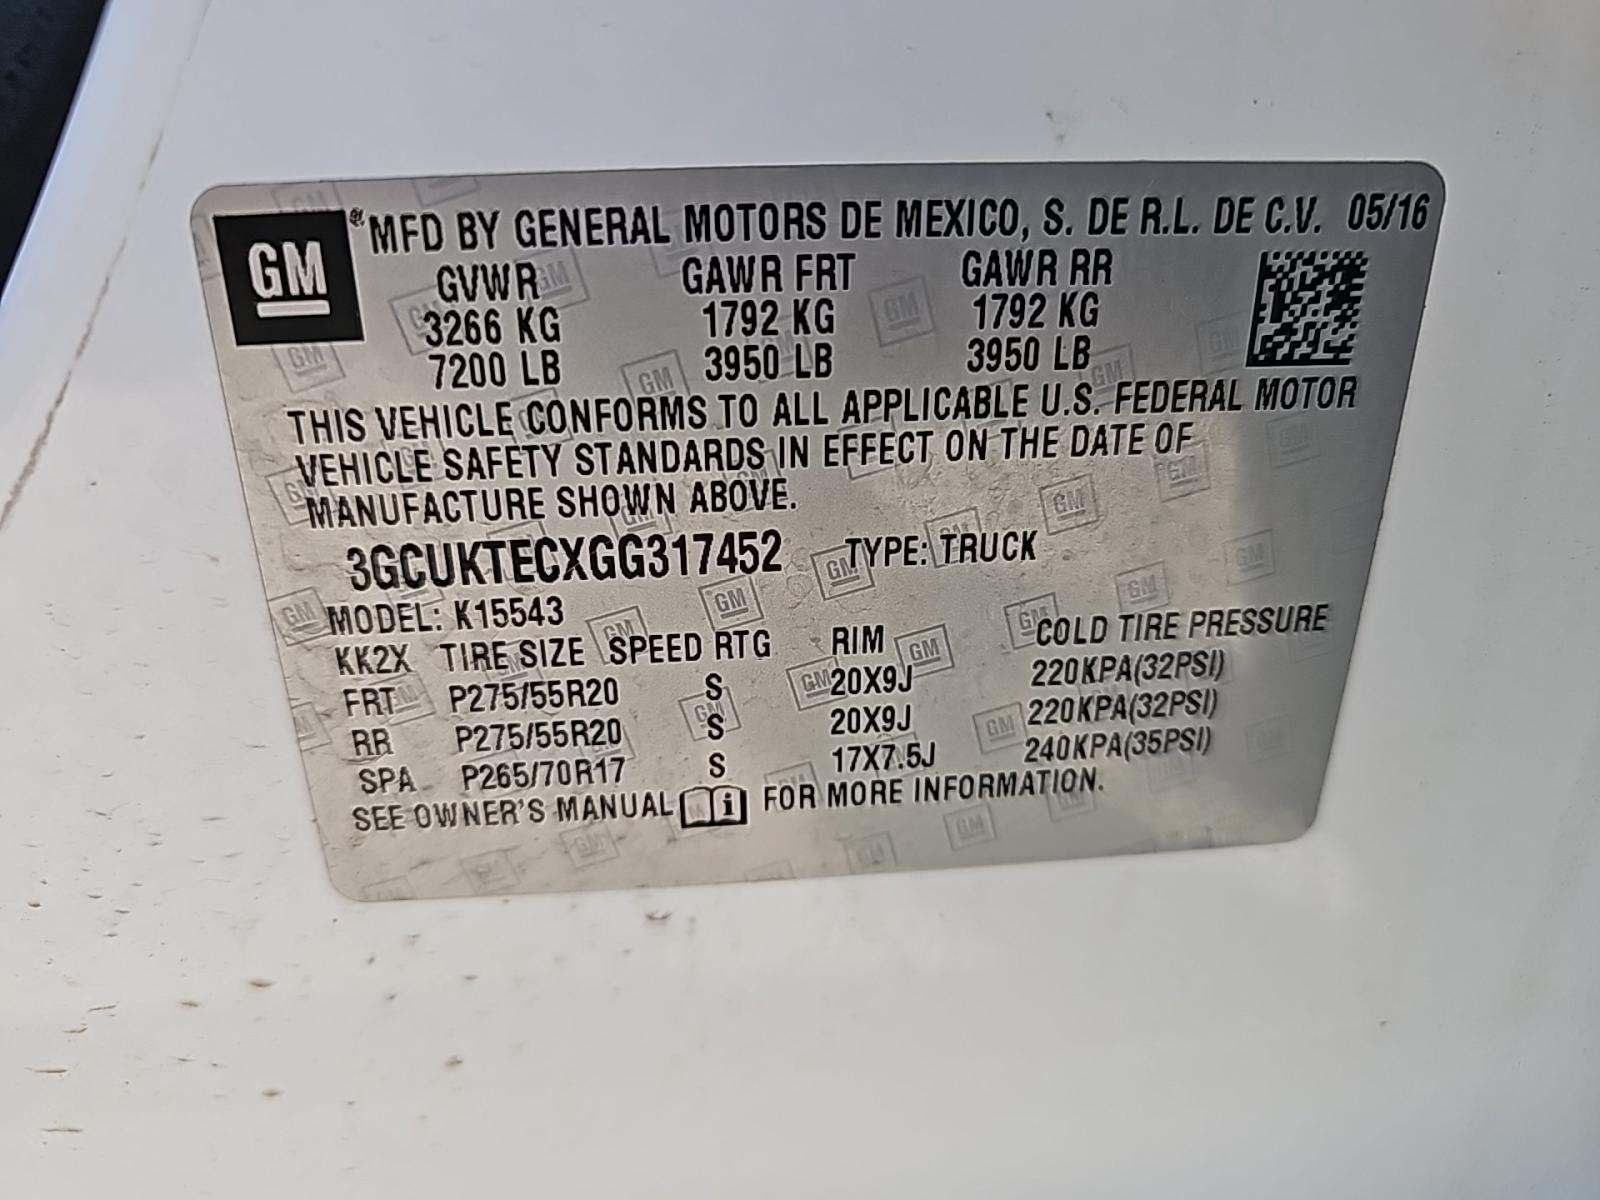 GM MFD BY GENERAL MOTORS DE MEXICO, S. DE R.L. DE C.V. 05/16
GVWR GAWR FRT GAWR RR
3266 KG 1792 KG 1792 KG
7200 LB 3950 LB 3950 LB
THIS VEHICLE CONFORMS TO ALL APPLICABLE U.S. FEDERAL MOTOR
VEHICLE SAFETY STANDARDS IN EFFECT ON THE DATE OF
MANUFACTURE SHOWN ABOVE.
3GCUKTECXGG317452 TYPE: TRUCK
MODEL: K15543
KK2X TIRE SIZE SPEED RTG RIM COLD TIRE PRESSURE
FRT P275/55R20 S 20X9J 220KPA(32PSI)
RR P275/55R20 S 20X9J 220KPA(32PSI)
SPA P265/70R17 S 17X7.5J 240KPA(35PSI)
SEE OWNER'S MANUAL i FOR MORE INFORMATION.